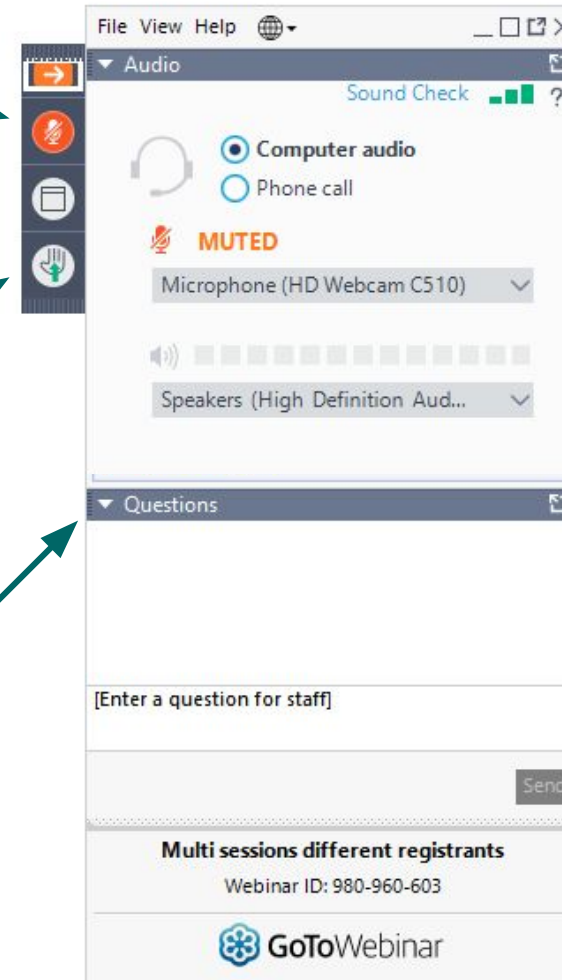 File View Help
Audio
Sound Check ?
Computer audio
Phone call
MUTED
Microphone (HD Webcam C510)
Speakers (High Definition Aud...
Questions
[Enter a question for staff]
Send
Multi sessions different registrants
Webinar ID: 980-960-603
GoToWebinar